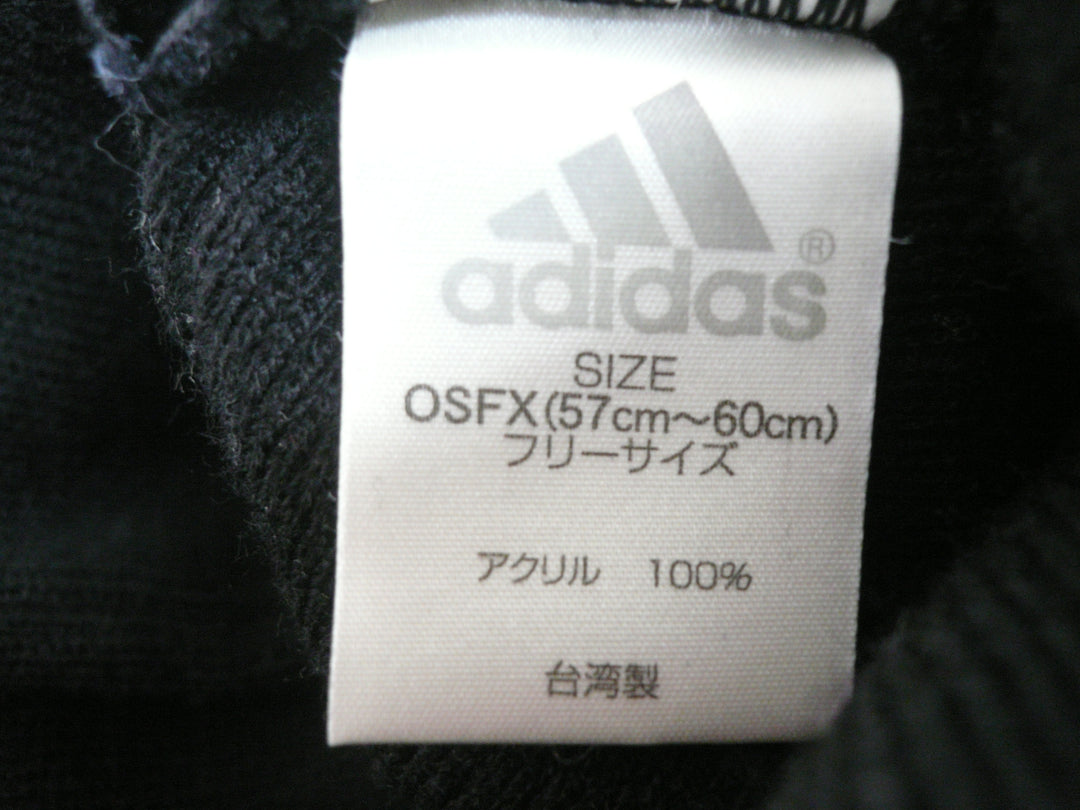 adidas®
SIZE
OSFX(57cm〜60cm)
フリーサイズ
アクリル 100%
台湾製